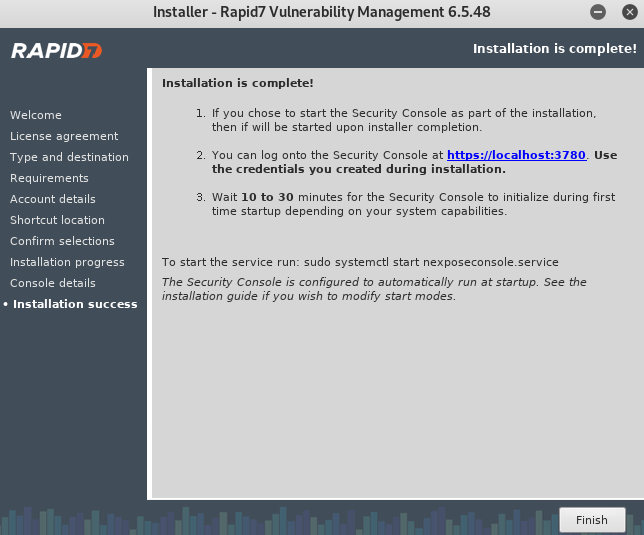 Installer - Rapid7 Vulnerability Management 6.5.48
RAPID7
Installation is complete!
Welcome
License agreement
Type and destination
Requirements
Account details
Shortcut location
Confirm selections
Installation progress
Console details
• Installation success
Installation is complete!
1. If you chose to start the Security Console as part of the installation,
then if will be started upon installer completion.
2. You can log onto the Security Console at https://localhost:3780. Use
the credentials you created during installation.
3. Wait 10 to 30 minutes for the Security Console to initialize during first
time startup depending on your system capabilities.
To start the service run: sudo systemctl start nexposeconsole.service
The Security Console is configured to automatically run at startup. See the
installation guide if you wish to modify start modes.
Finish